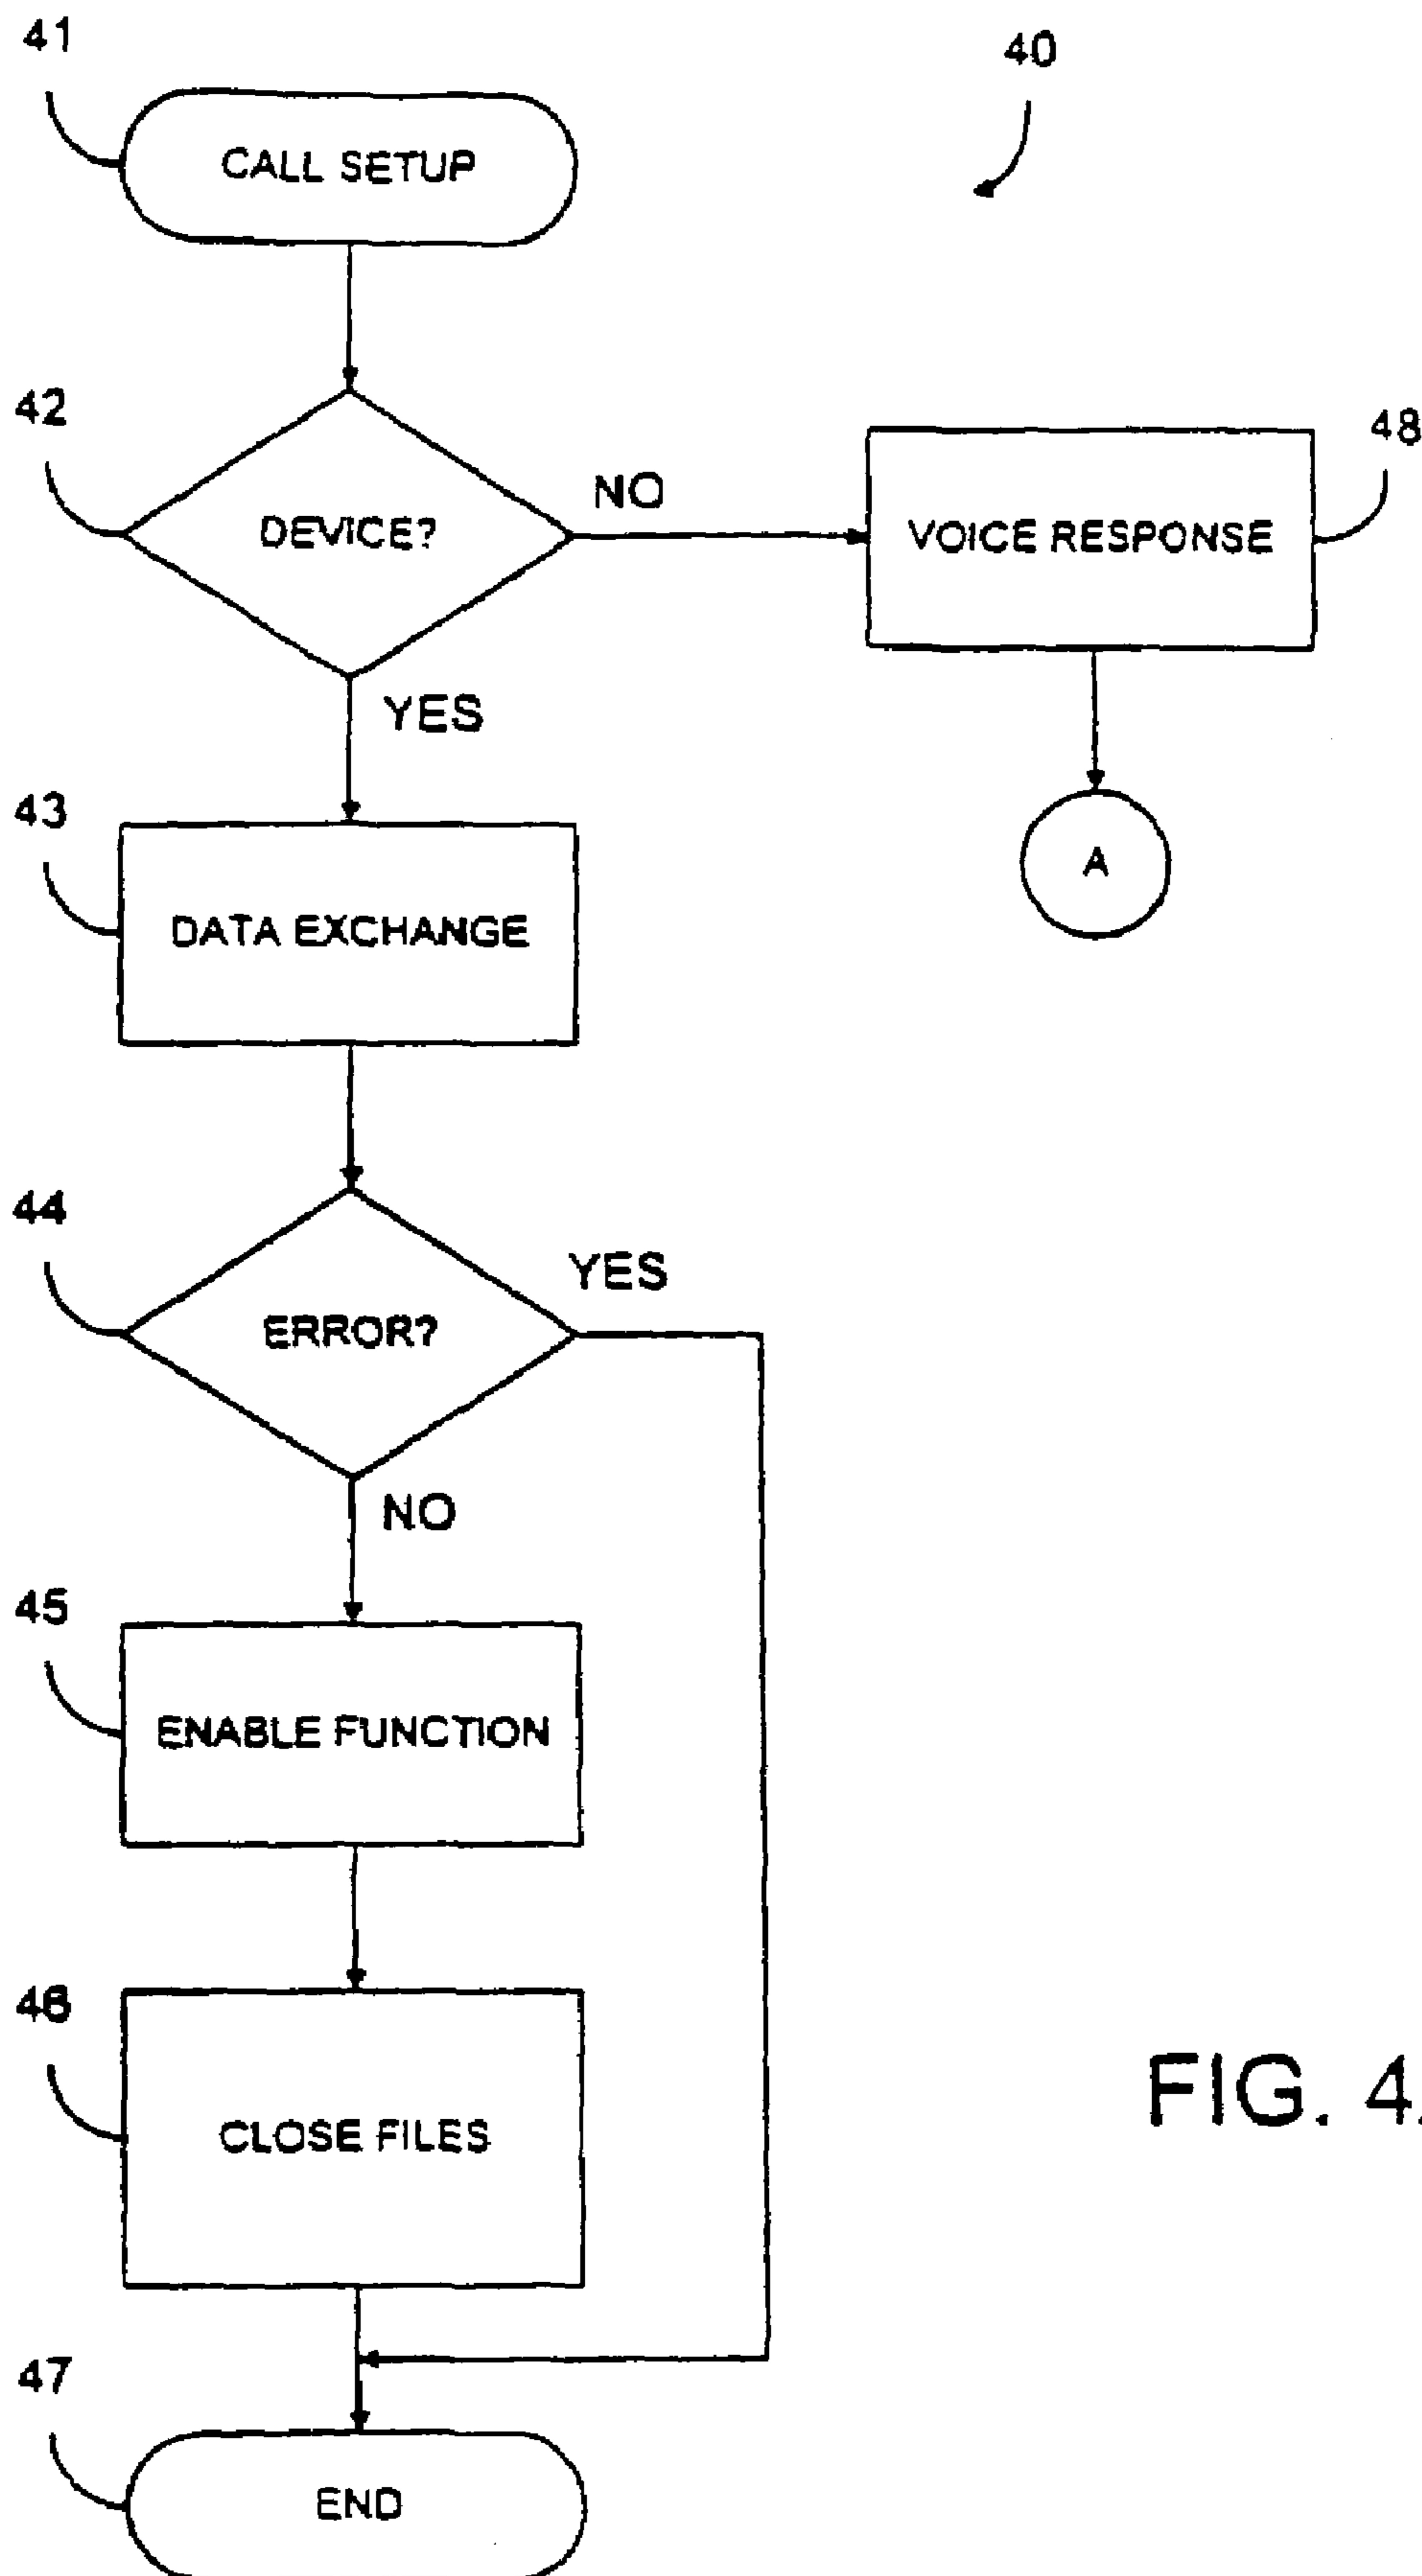 41
40
CALL SETUP
42
48
NO
DEVICE?
VOICE RESPONSE
YES
43
A
DATA EXCHANGE
44
YES
ERROR?
NO
45
ENABLE FUNCTION
46
CLOSE FILES
FIG. 4.
47
END